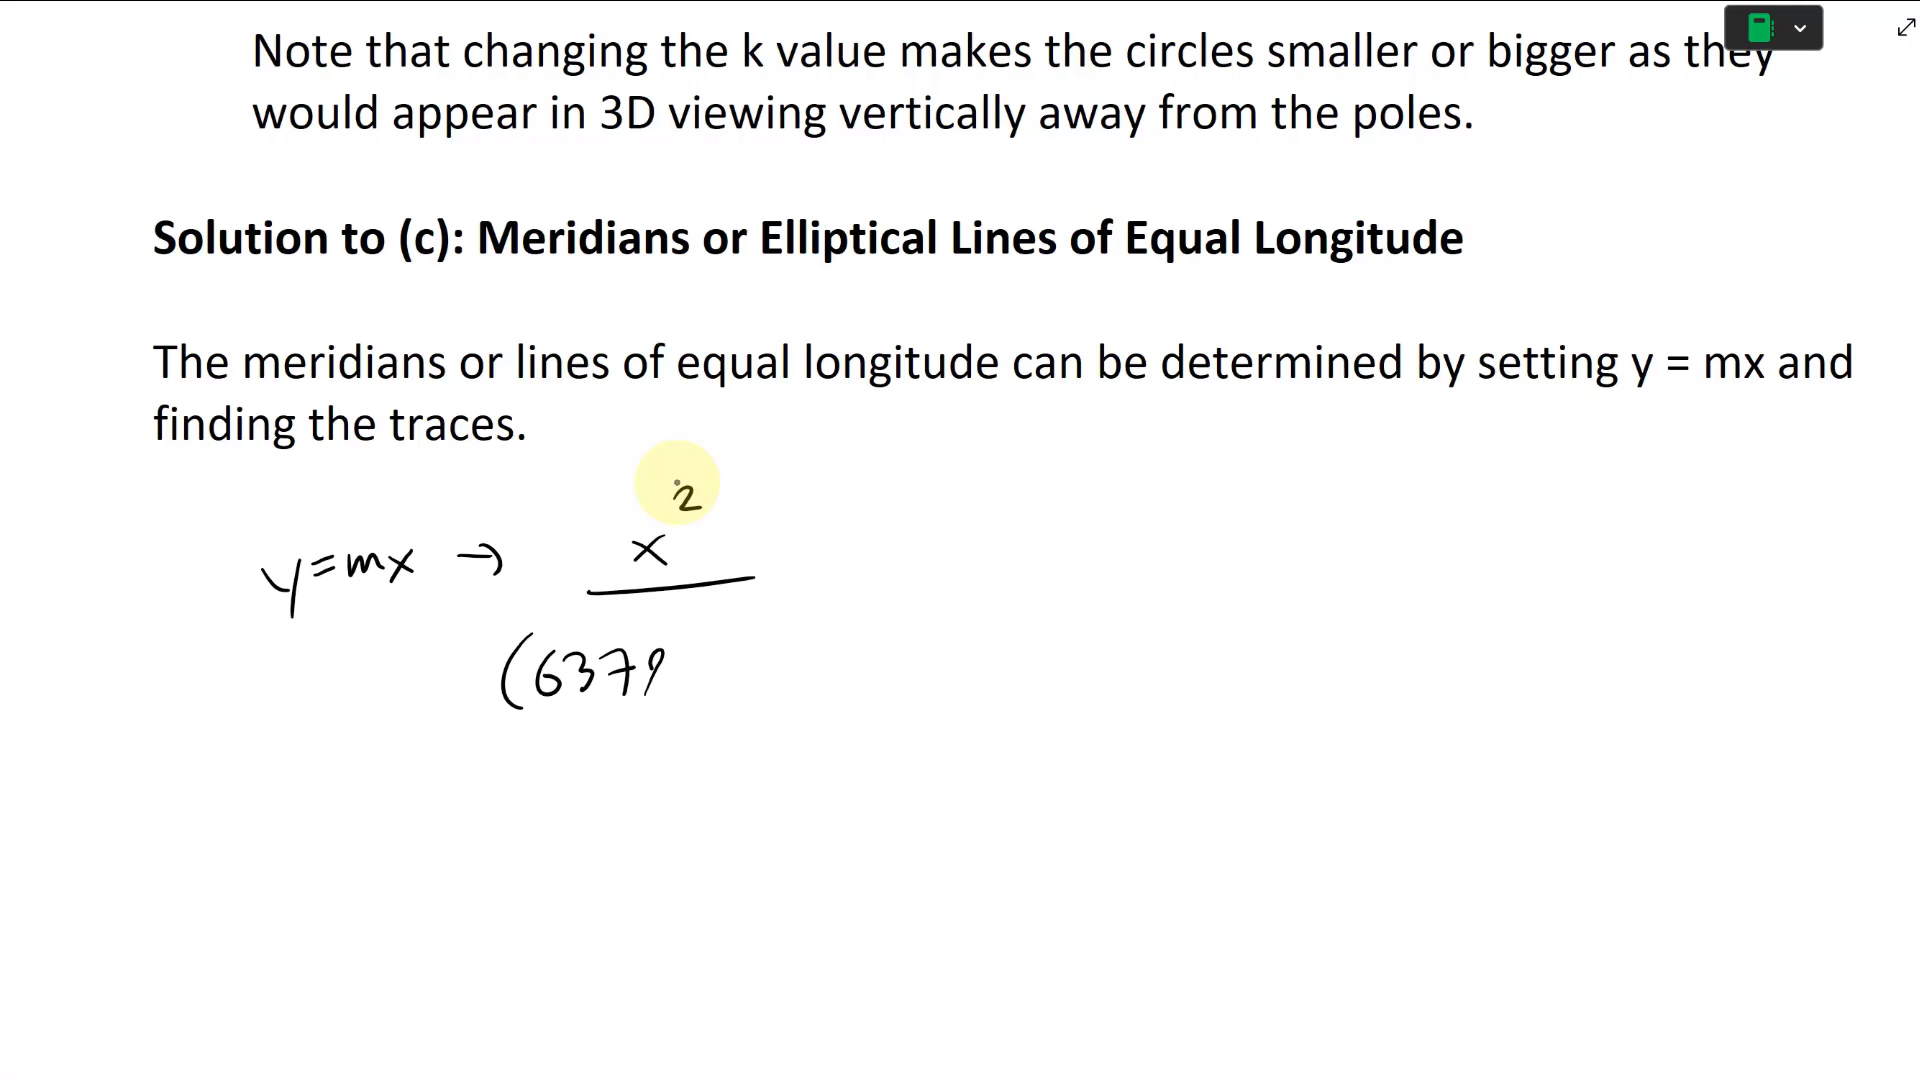 Note that changing the k value makes the circles smaller or bigger as they
would appear in 3D viewing vertically away from the poles.
Solution to (c): Meridians or Elliptical Lines of Equal Longitude
The meridians or lines of equal longitude can be determined by setting y = mx and
finding the traces.
y=mx → x²
(6378